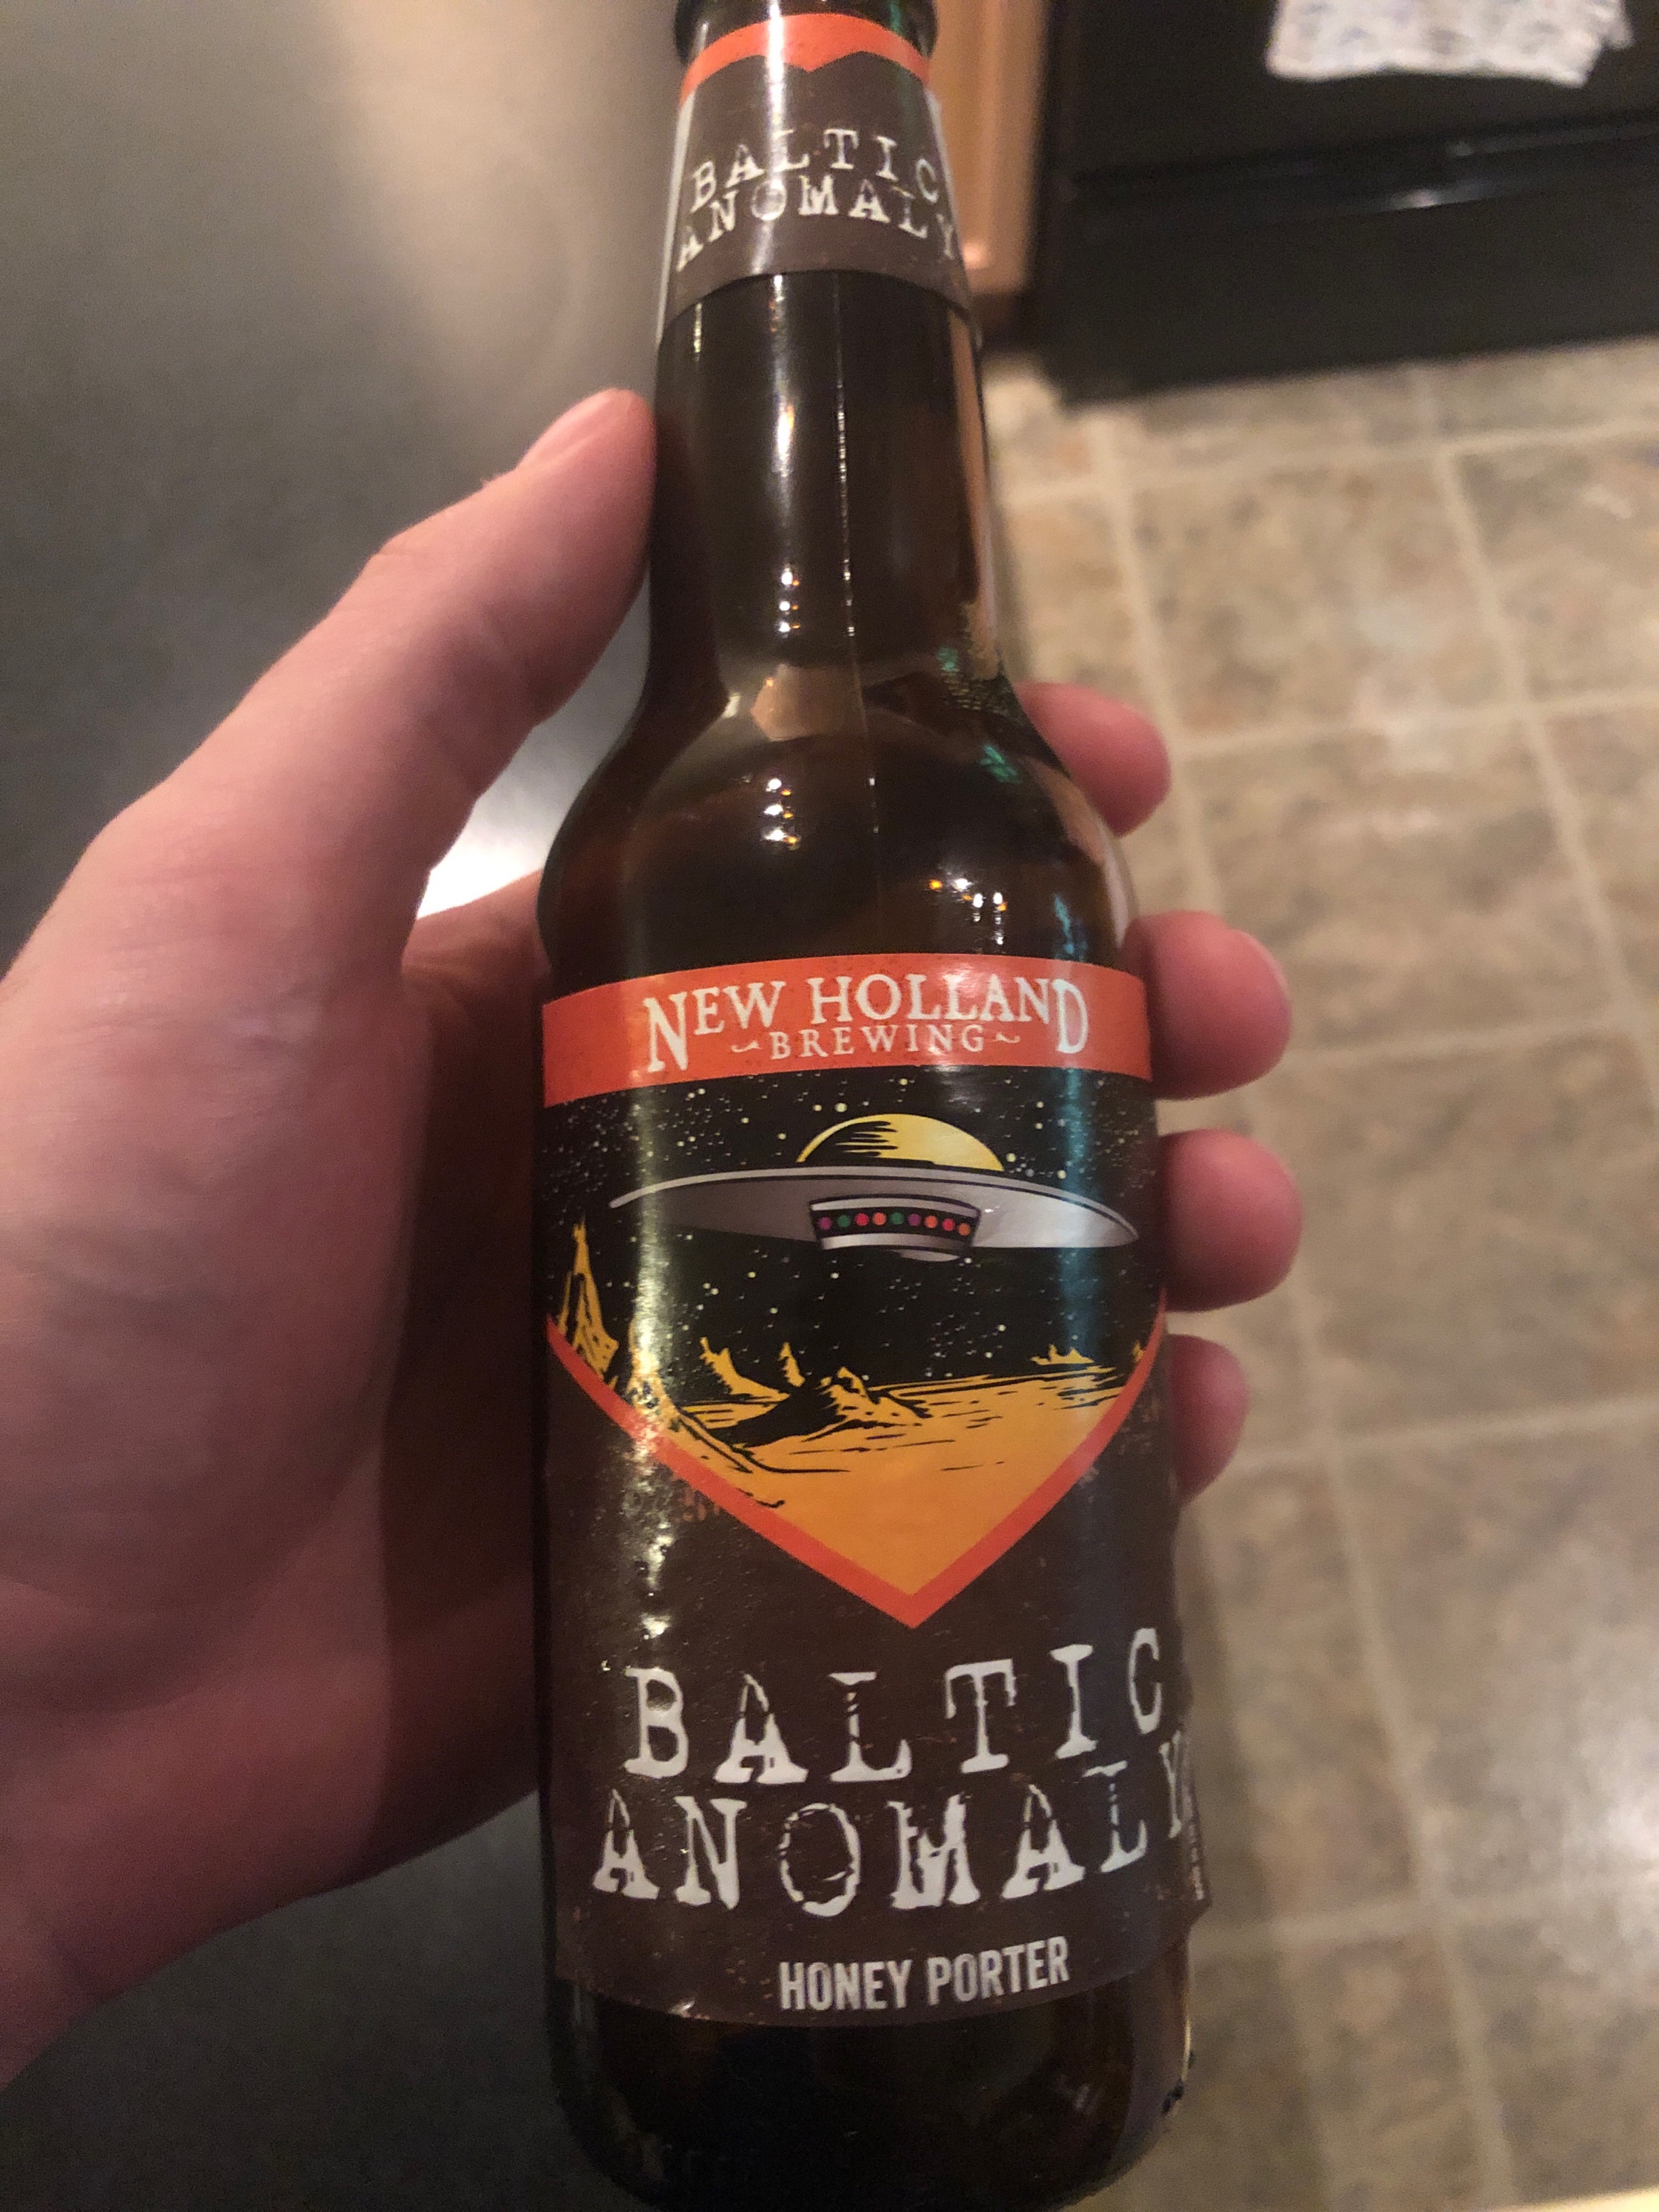 BALTIC
ANOMALY
NEW HOLLAND
BREWING
BALTIC
ANOMALY
HONEY PORTER